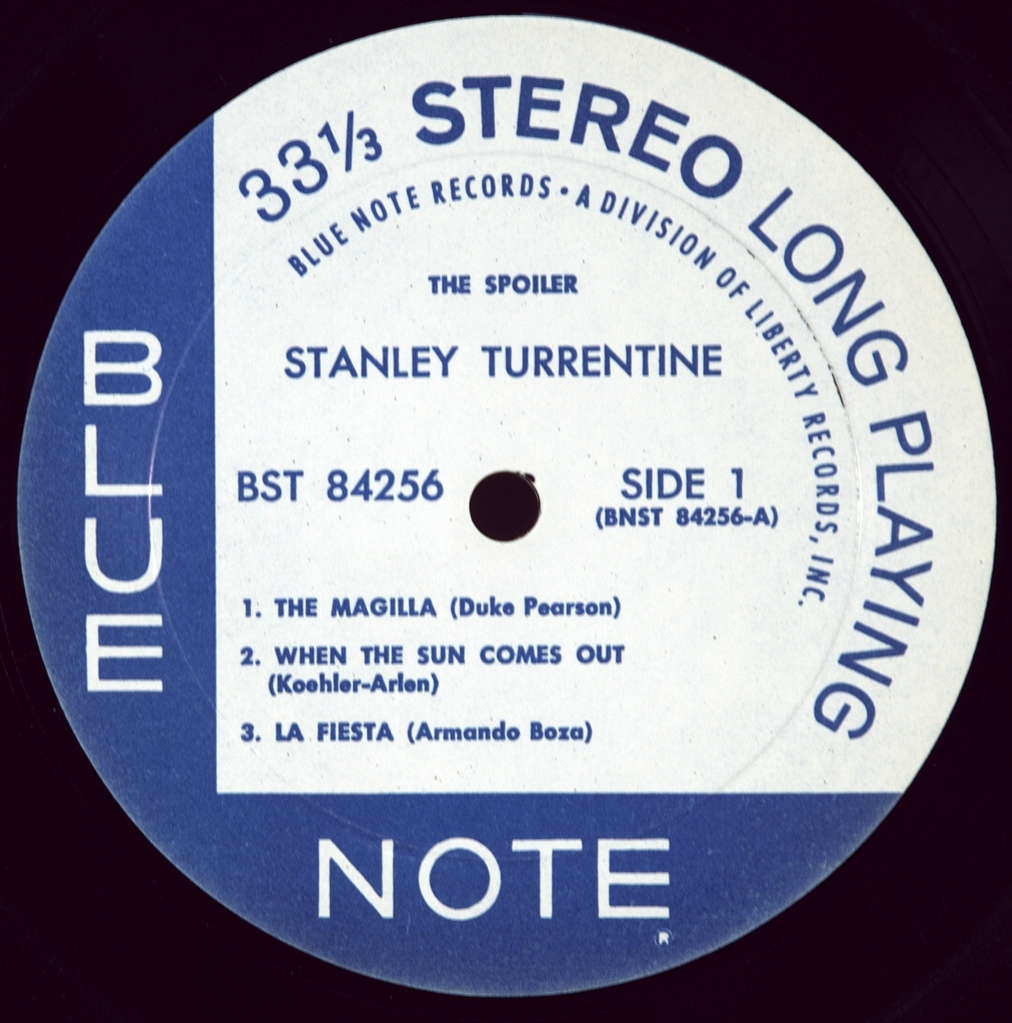 33⅓ STEREO LONG PLAYING
BLUE NOTE RECORDS • A DIVISION OF LIBERTY RECORDS, INC.
THE SPOILER
STANLEY TURRENTINE
BST 84256
SIDE 1
(BNST 84256-A)
1. THE MAGILLA (Duke Pearson)
2. WHEN THE SUN COMES OUT
(Koehler-Arlen)
3. LA FIESTA (Armando Boza)
BLUE
NOTE
®